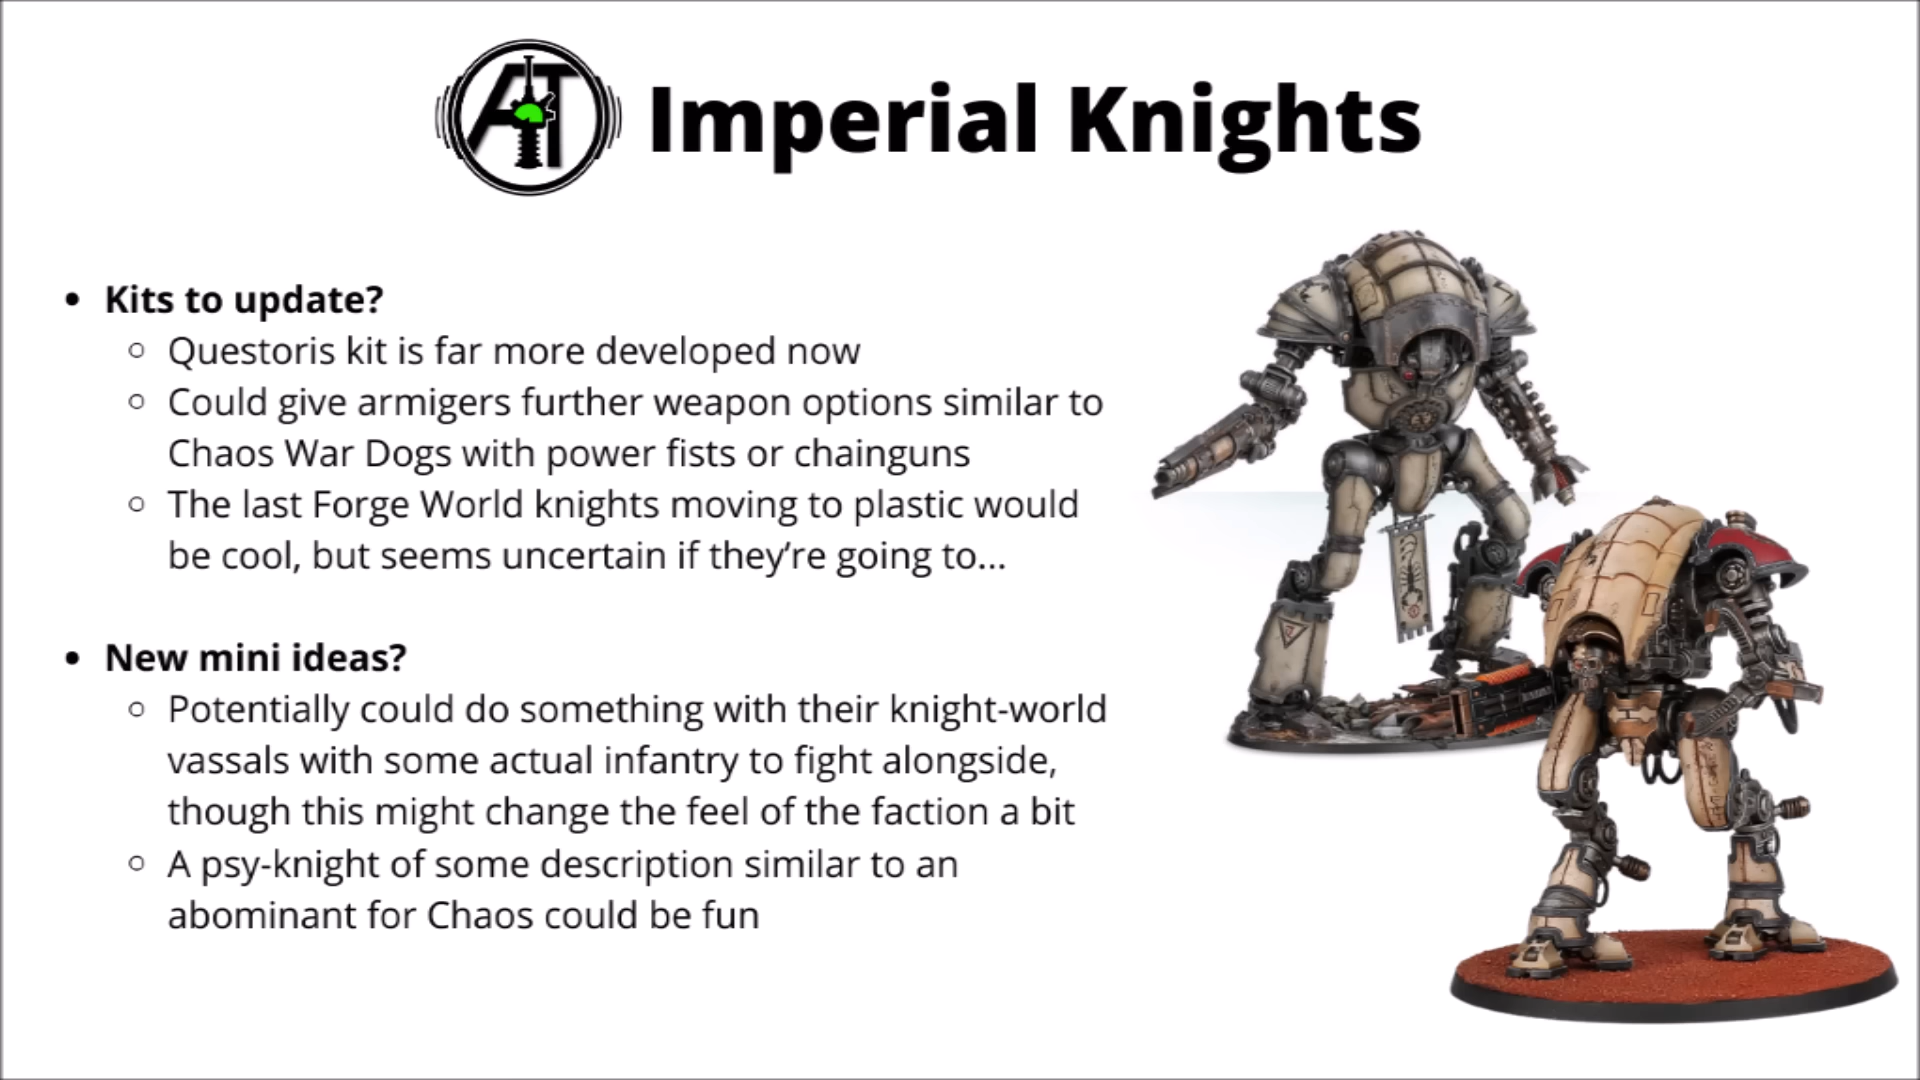 AT
Imperial Knights
• Kits to update?
○ Questoris kit is far more developed now
○ Could give armigers further weapon options similar to
Chaos War Dogs with power fists or chainguns
○ The last Forge World knights moving to plastic would
be cool, but seems uncertain if they’re going to...
• New mini ideas?
○ Potentially could do something with their knight-world
vassals with some actual infantry to fight alongside,
though this might change the feel of the faction a bit
○ A psy-knight of some description similar to an
abominant for Chaos could be fun